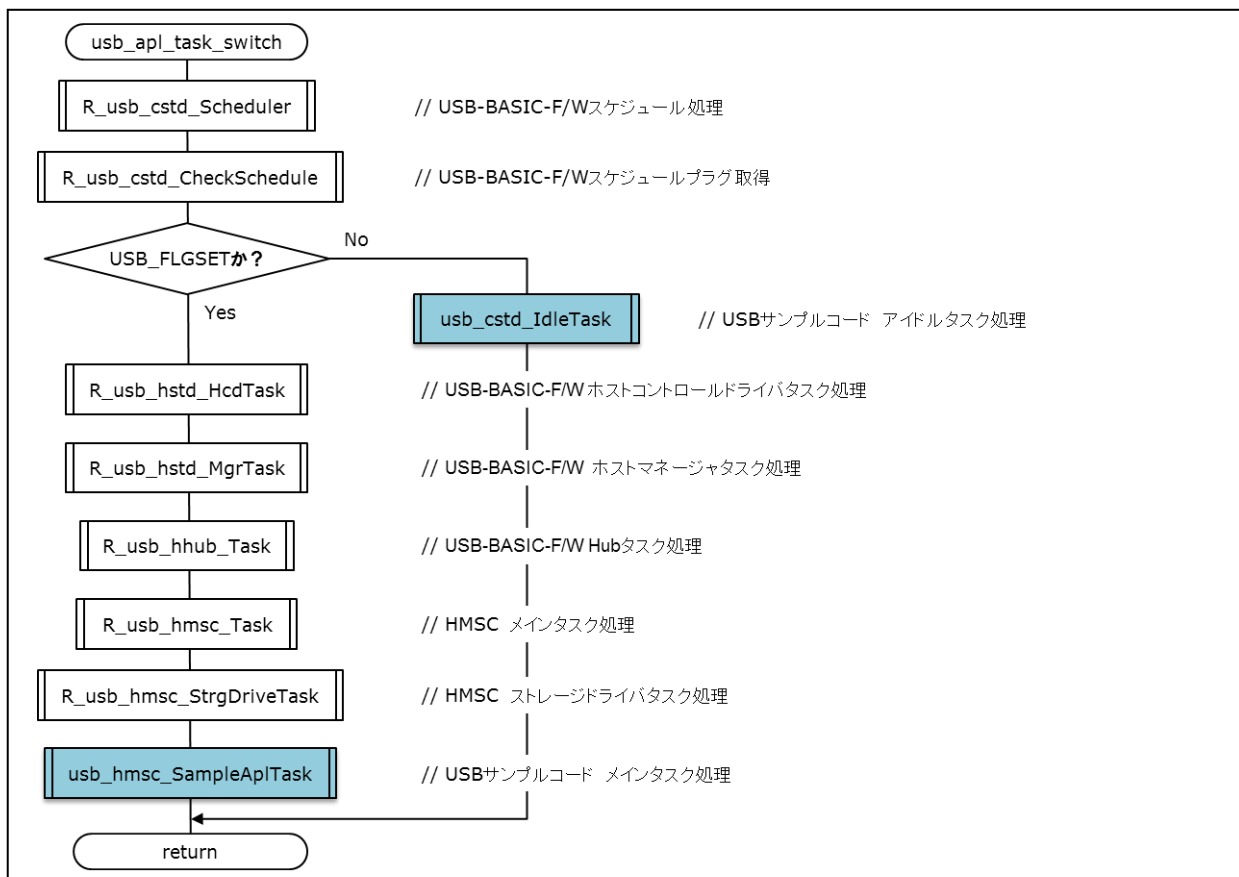 usb_apl_task_switch
R_usb_cstd_Scheduler // USB-BASIC-F/Wスケジュール処理
R_usb_cstd_CheckSchedule // USB-BASIC-F/Wスケジュールプラグ取得
USB_FLGSETか？ No
Yes
usb_cstd_IdleTask // USBサンプルコード アイドルタスク処理
R_usb_hstd_HcdTask // USB-BASIC-F/W ホストコントロールドライバタスク処理
R_usb_hstd_MgrTask // USB-BASIC-F/W ホストマネージャタスク処理
R_usb_hhub_Task // USB-BASIC-F/W Hubタスク処理
R_usb_hmsc_Task // HMSC メインタスク処理
R_usb_hmsc_StrgDriveTask // HMSC ストレージドライバタスク処理
usb_hmsc_SampleAplTask // USBサンプルコード メインタスク処理
return